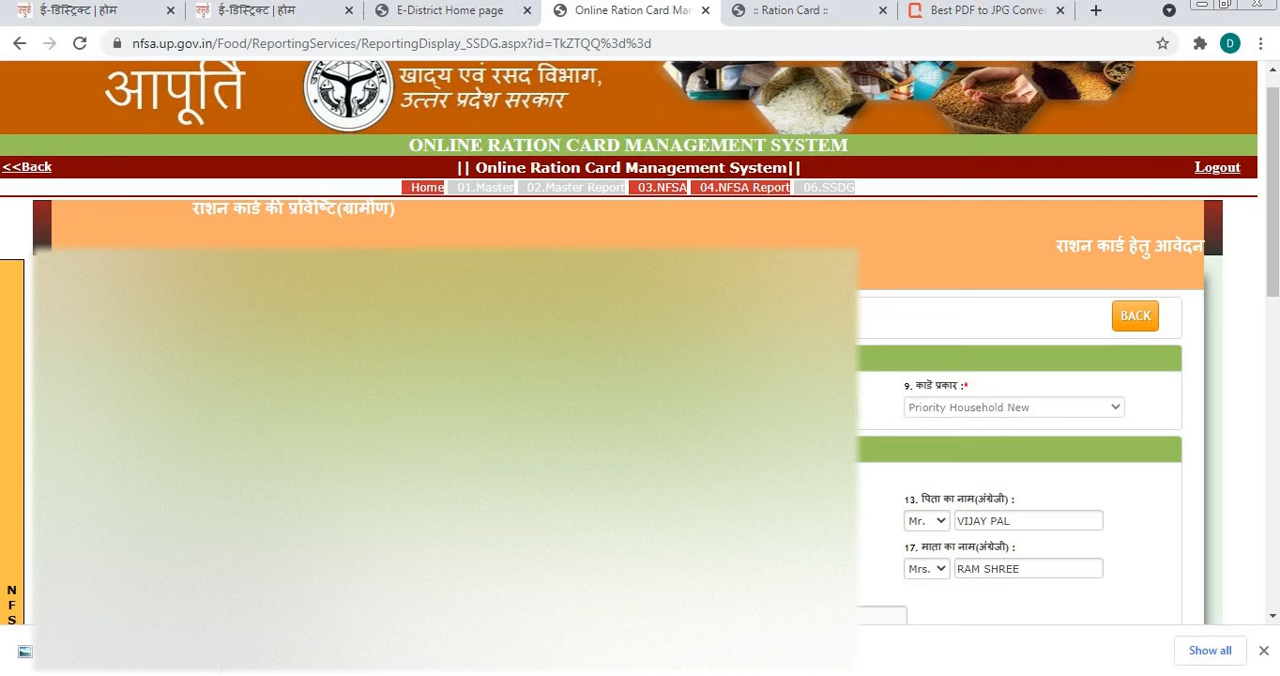 ई-डिस्ट्रिक्ट | होम
ई-डिस्ट्रिक्ट | होम
E-District Home page
Online Ration Card Mar
:: Ration Card ::
Best PDF to JPG Conve
nfsa.up.gov.in/Food/ReportingServices/ReportingDisplay_SSDG.aspx?id=TkZTQQ%3d%3d
D
आपूर्ति
खाद्य एवं रसद विभाग,
उत्तर प्रदेश सरकार
ONLINE RATION CARD MANAGEMENT SYSTEM
<<Back
|| Online Ration Card Management System||
Logout
Home 01.Master 02.Master Report 03.NFSA 04.NFSA Report 06.SSDG
राशन कार्ड की प्रविष्टि(ग्रामीण)
राशन कार्ड हेतु आवेदन
BACK
9. कार्ड प्रकार :*
Priority Household New
13. पिता का नाम(अंग्रेजी) :
Mr. VIJAY PAL
17. माता का नाम(अंग्रेजी) :
Mrs. RAM SHREE
N
F
S
Show all